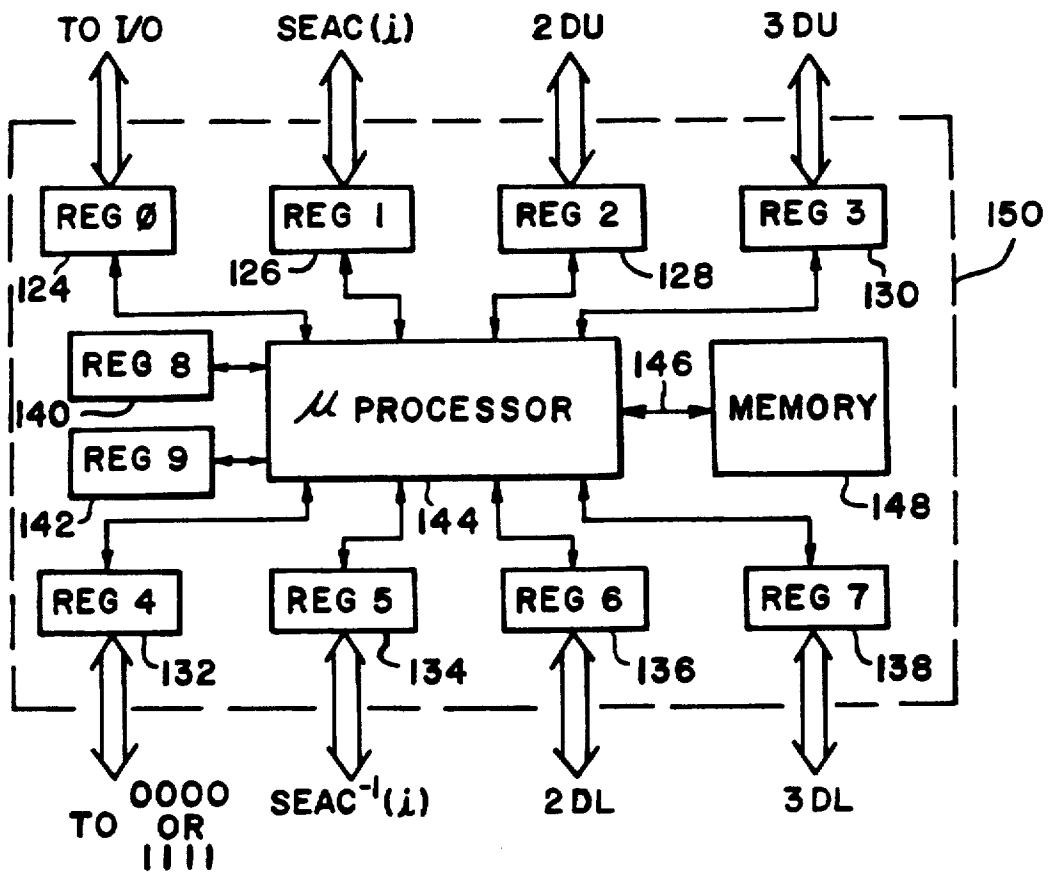 TO I/O
SEAC(i)
2DU
3DU
REG Ø
REG 1
REG 2
REG 3
150
124
126
128
130
REG 8
146
μ PROCESSOR
MEMORY
140
REG 9
142
144
148
REG 4
REG 5
REG 6
REG 7
132
134
136
138
TO 0000 OR 1111
SEAC⁻¹(i)
2DL
3DL